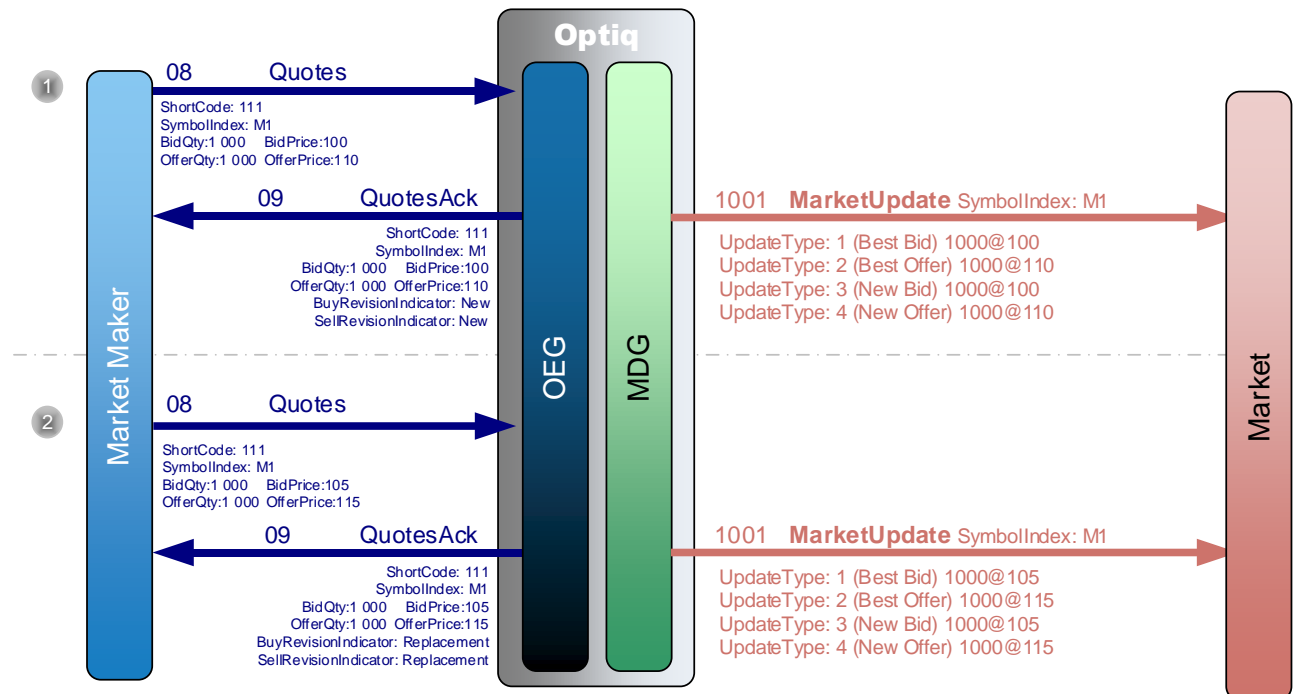 Optiq
1
08 Quotes
ShortCode: 111
SymbolIndex: M1
BidQty:1 000 BidPrice:100
OfferQty:1 000 OfferPrice:110
09 QuotesAck
ShortCode: 111
SymbolIndex: M1
BidQty:1 000 BidPrice:100
OfferQty:1 000 OfferPrice:110
BuyRevisionIndicator: New
SellRevisionIndicator: New
1001 MarketUpdate SymbolIndex: M1
UpdateType: 1 (Best Bid) 1000@100
UpdateType: 2 (Best Offer) 1000@110
UpdateType: 3 (New Bid) 1000@100
UpdateType: 4 (New Offer) 1000@110
Market Maker
OEG
MDG
Market
2
08 Quotes
ShortCode: 111
SymbolIndex: M1
BidQty:1 000 BidPrice:105
OfferQty:1 000 OfferPrice:115
09 QuotesAck
ShortCode: 111
SymbolIndex: M1
BidQty:1 000 BidPrice:105
OfferQty:1 000 OfferPrice:115
BuyRevisionIndicator: Replacement
SellRevisionIndicator: Replacement
1001 MarketUpdate SymbolIndex: M1
UpdateType: 1 (Best Bid) 1000@105
UpdateType: 2 (Best Offer) 1000@115
UpdateType: 3 (New Bid) 1000@105
UpdateType: 4 (New Offer) 1000@115